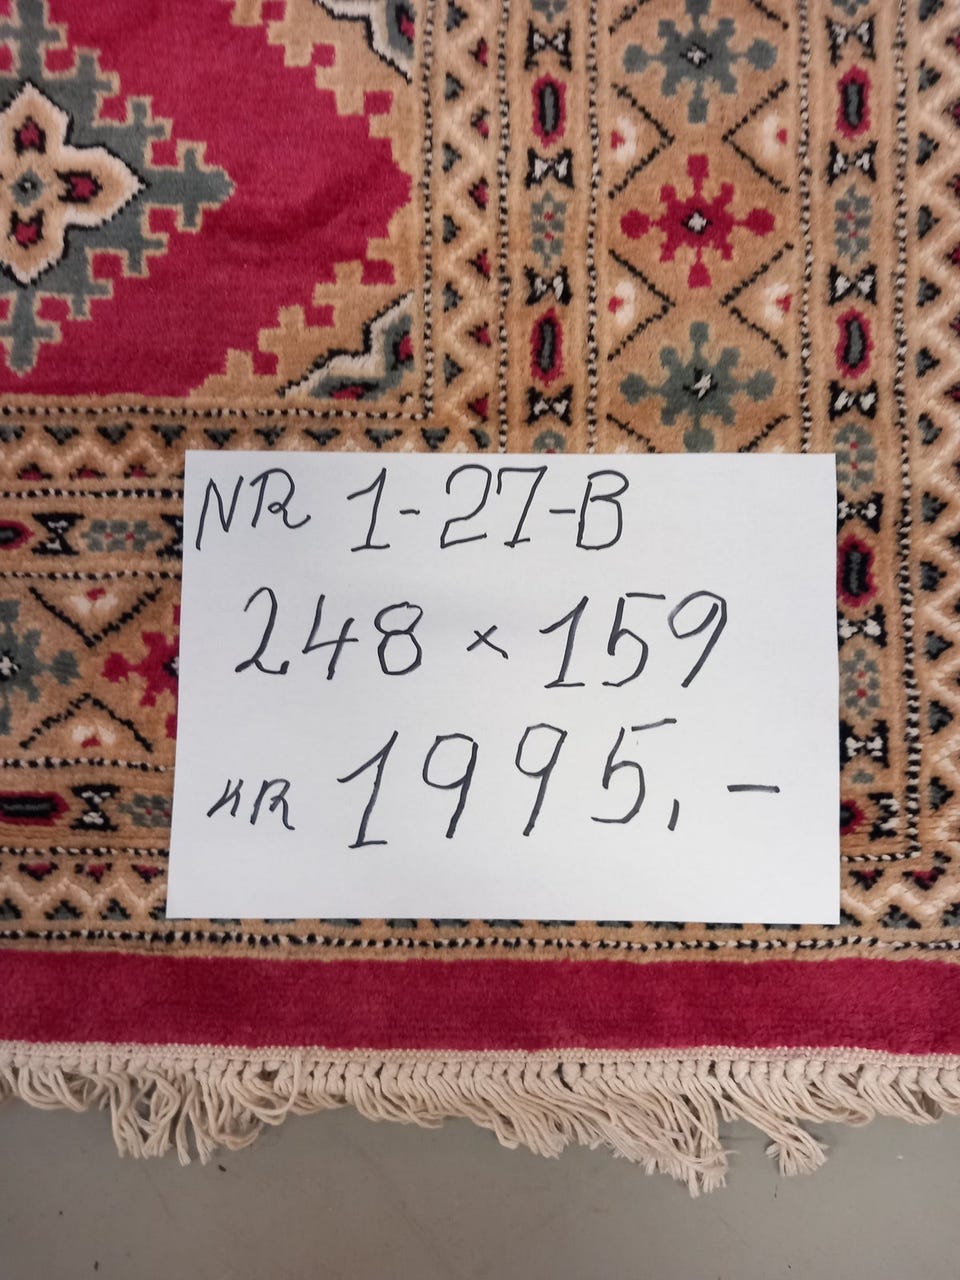 NR 1-27-B
248 x 159
KR 1995,-